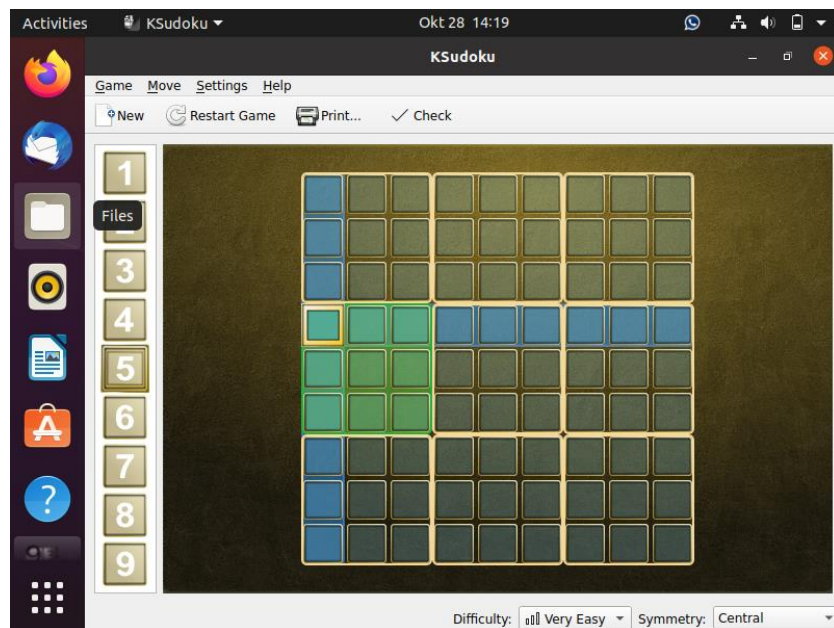 Activities KSudoku Okt 28 14:19
KSudoku
Game Move Settings Help
New Restart Game Print... Check
1
Files
2
3
4
5
6
7
8
9
Difficulty: Very Easy Symmetry: Central